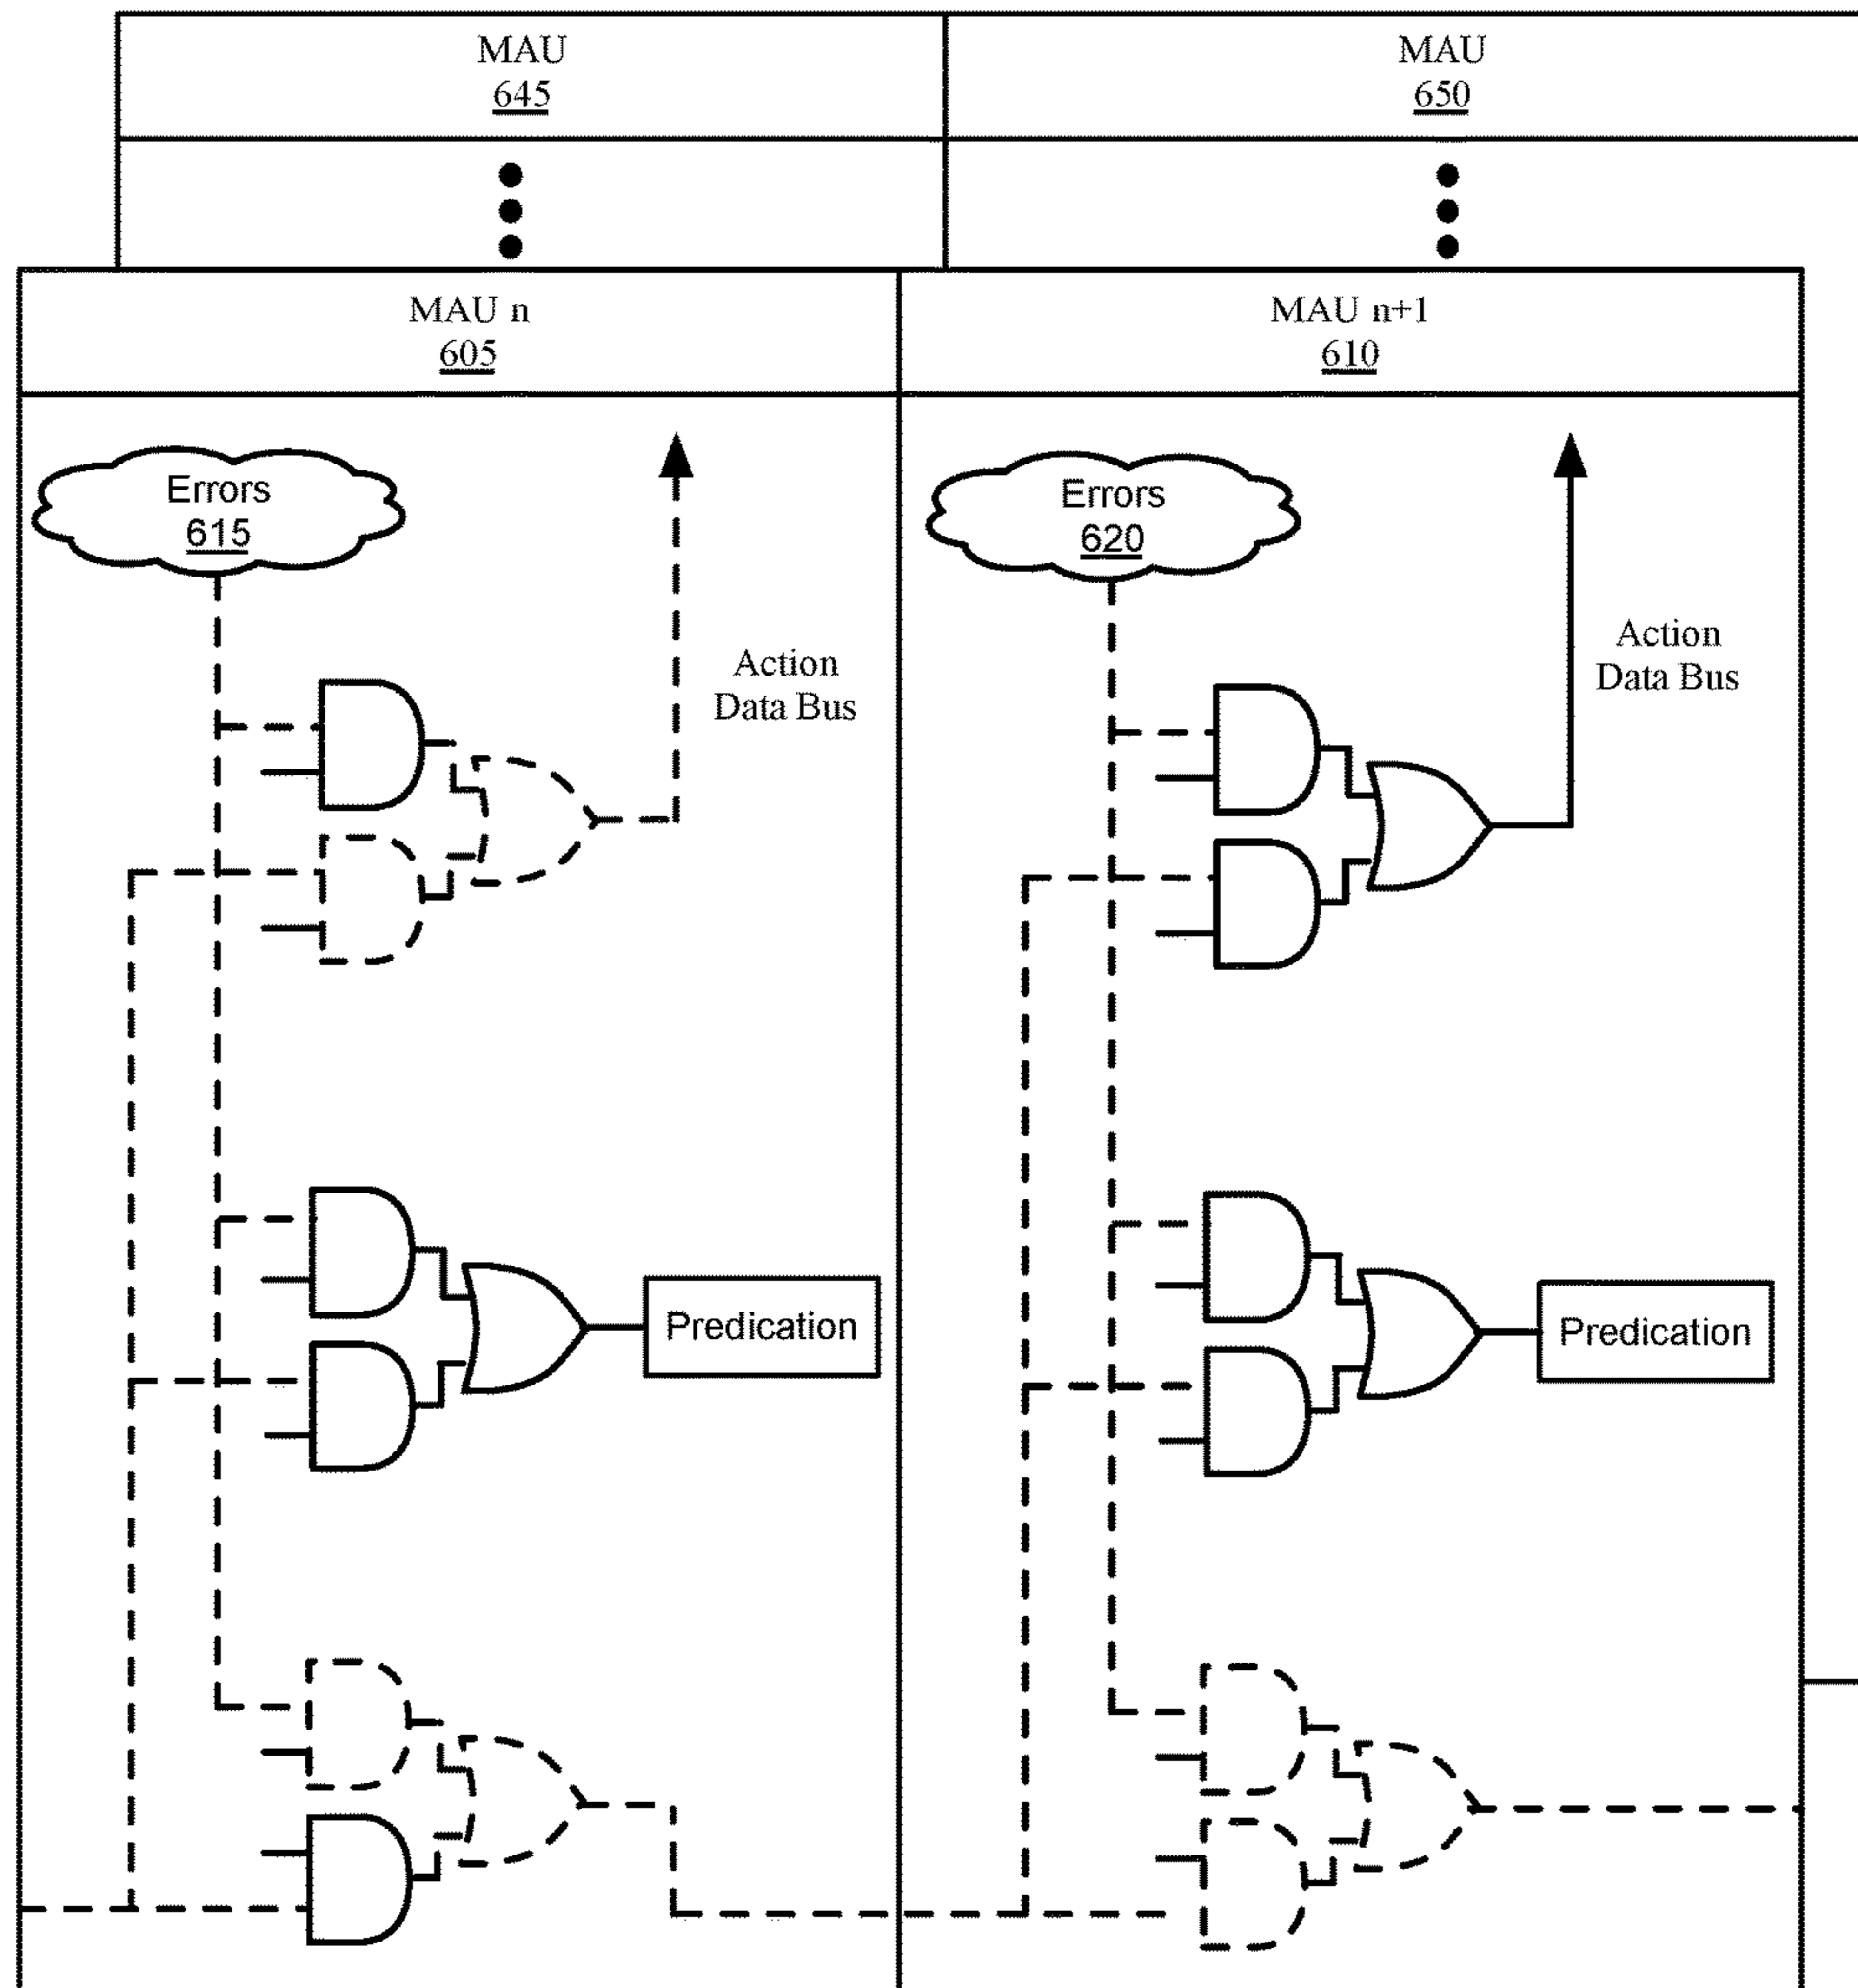 MAU
645
MAU
650
MAU n
605
MAU n+1
610
Errors
615
Action
Data Bus
Errors
620
Action
Data Bus
Predication
Predication